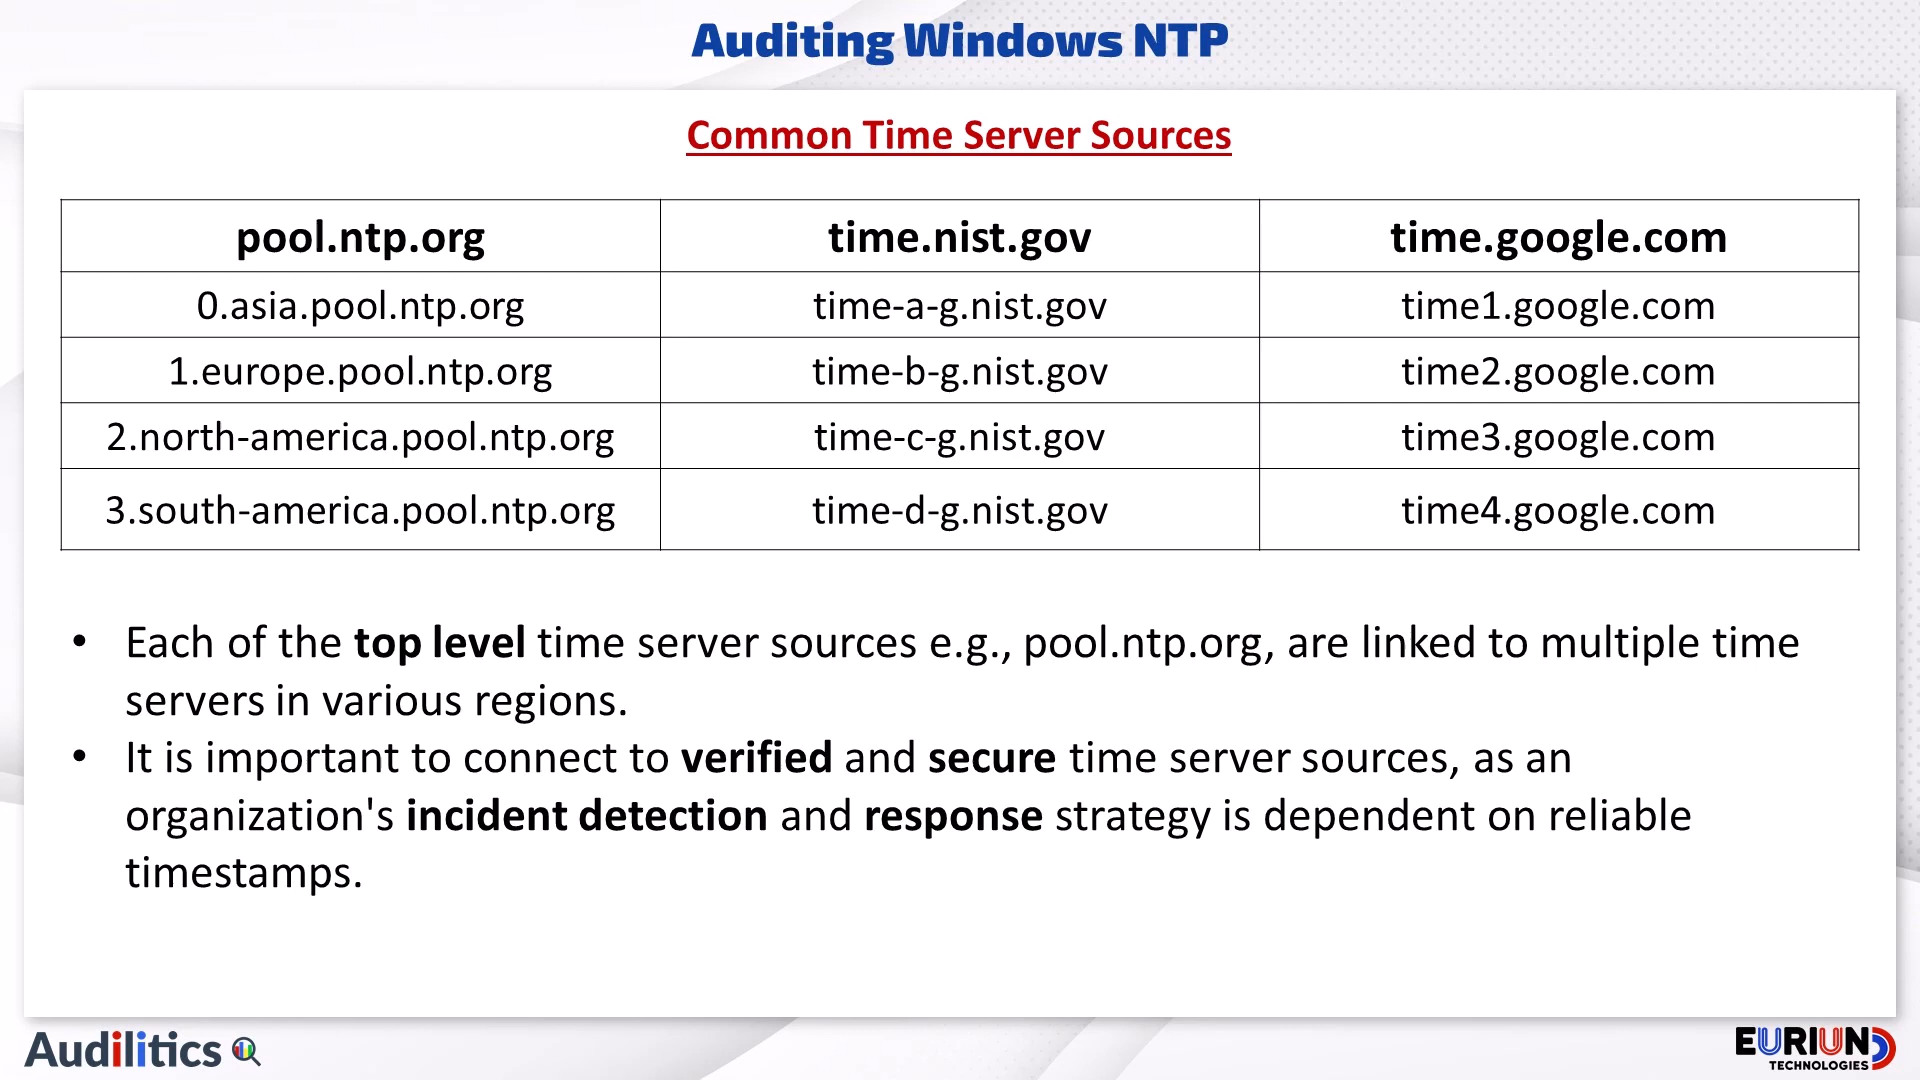 Auditing Windows NTP
Common Time Server Sources
pool.ntp.org time.nist.gov time.google.com
0.asia.pool.ntp.org time-a-g.nist.gov time1.google.com
1.europe.pool.ntp.org time-b-g.nist.gov time2.google.com
2.north-america.pool.ntp.org time-c-g.nist.gov time3.google.com
3.south-america.pool.ntp.org time-d-g.nist.gov time4.google.com
• Each of the top level time server sources e.g., pool.ntp.org, are linked to multiple time
servers in various regions.
• It is important to connect to verified and secure time server sources, as an
organization's incident detection and response strategy is dependent on reliable
timestamps.
Audilitics
EURIUN
TECHNOLOGIES